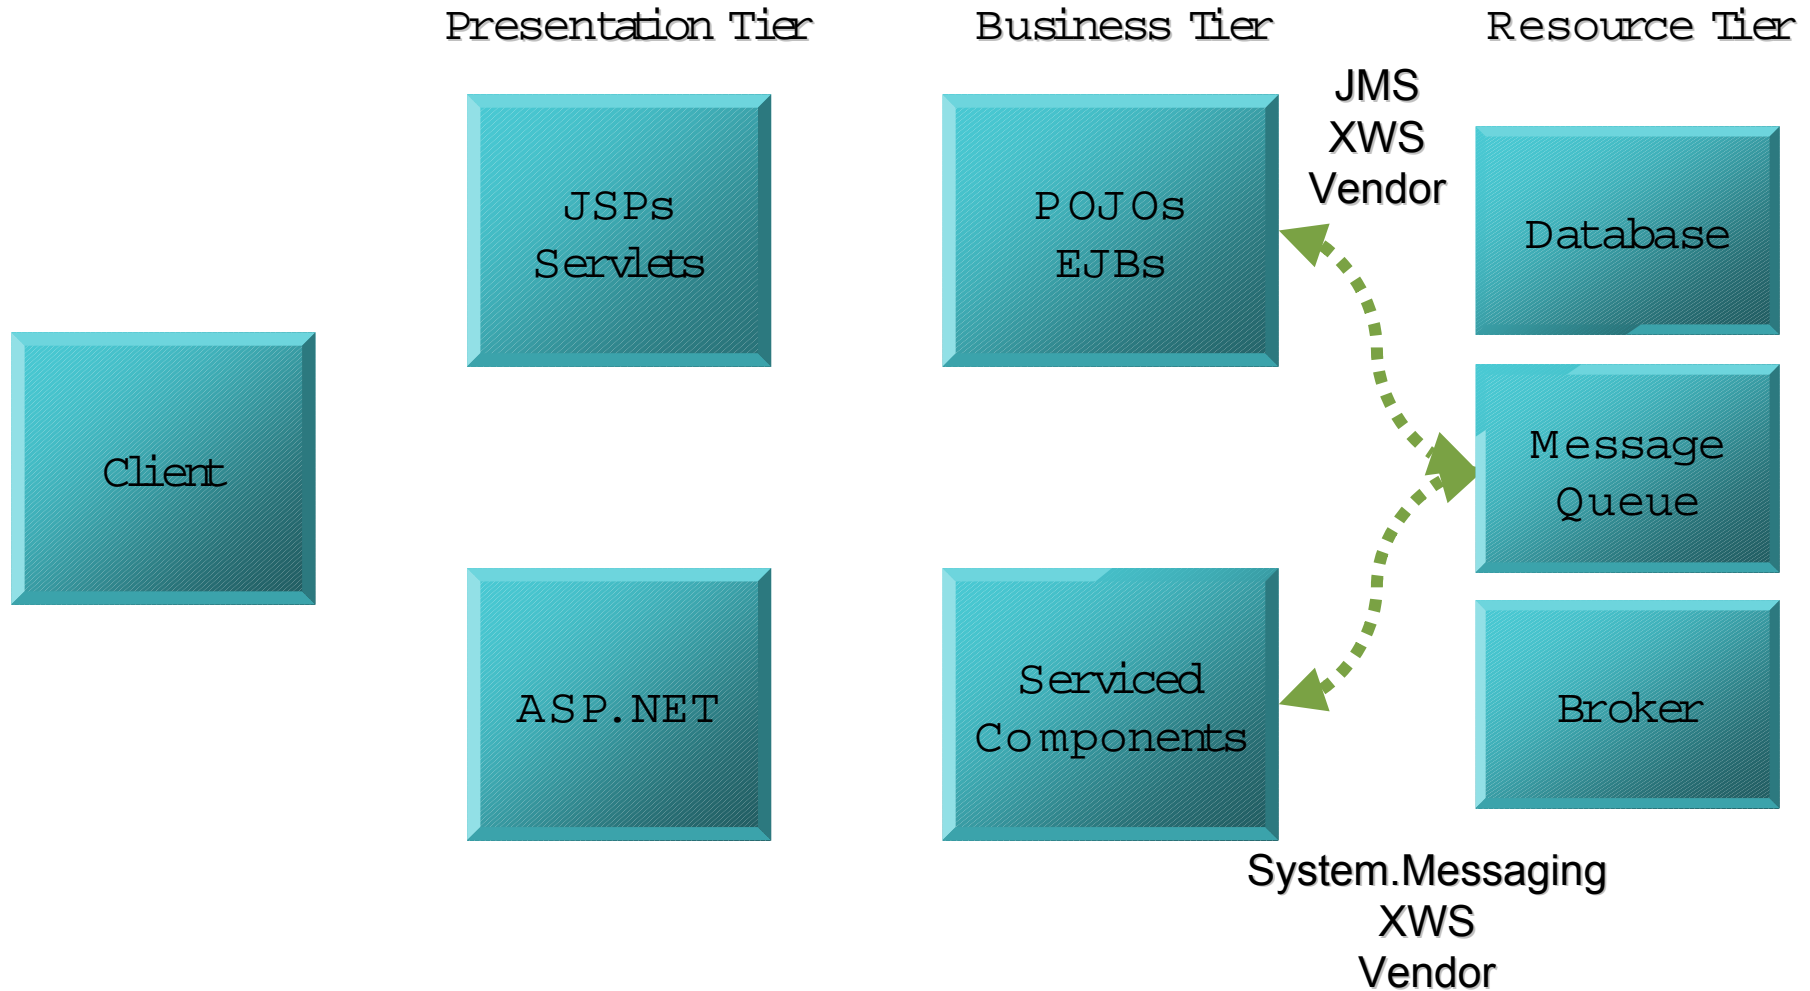 Presentation Tier
Business Tier
Resource Tier
JMS
XWS
Vendor
JSPs
Servlets
POJOs
EJBs
Database
Client
Message
Queue
ASP.NET
Serviced
Components
Broker
System.Messaging
XWS
Vendor